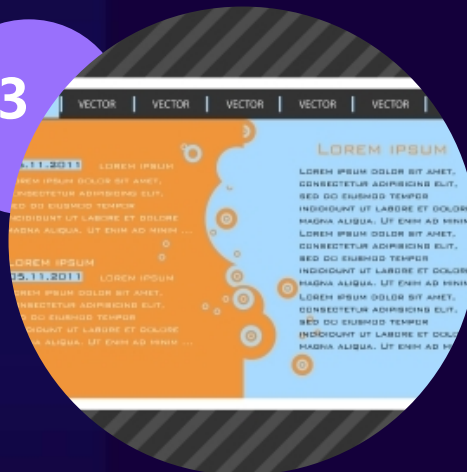 3
VECTOR | VECTOR | VECTOR | VECTOR | VECTOR |
.11.2011 LOREM IPSUM
LOREM IPSUM DOLOR SIT AMET,
CONSECTETUR ADIPISICING ELIT,
SED DO EIUSMOD TEMPOR
INCIDIDUNT UT LABORE ET DOLORE
MAGNA ALIQUA. UT ENIM AD MINIM ...
LOREM IPSUM
05.11.2011 LOREM IPSUM
LOREM IPSUM DOLOR SIT AMET,
CONSECTETUR ADIPISICING ELIT,
SED DO EIUSMOD TEMPOR
INCIDIDUNT UT LABORE ET DOLORE
MAGNA ALIQUA. UT ENIM AD MINIM ...
LOREM IPSUM
LOREM IPSUM DOLOR SIT AMET,
CONSECTETUR ADIPISICING ELIT,
SED DO EIUSMOD TEMPOR
INDIDIDUNT UT LABORE ET DOLORE
MAGNA ALIQUA. UT ENIM AD MINIM
LOREM IPSUM DOLOR SIT AMET,
CONSECTETUR ADIPISICING ELIT,
SED DO EIUSMOD TEMPOR
INDIDIDUNT UT LABORE ET DOLORE
MAGNA ALIQUA. UT ENIM AD MINIM
LOREM IPSUM DOLOR SIT AMET,
CONSECTETUR ADIPISICING ELIT,
SED DO EIUSMOD TEMPOR
INDIDIDUNT UT LABORE ET DOLORE
MAGNA ALIQUA. UT ENIM AD